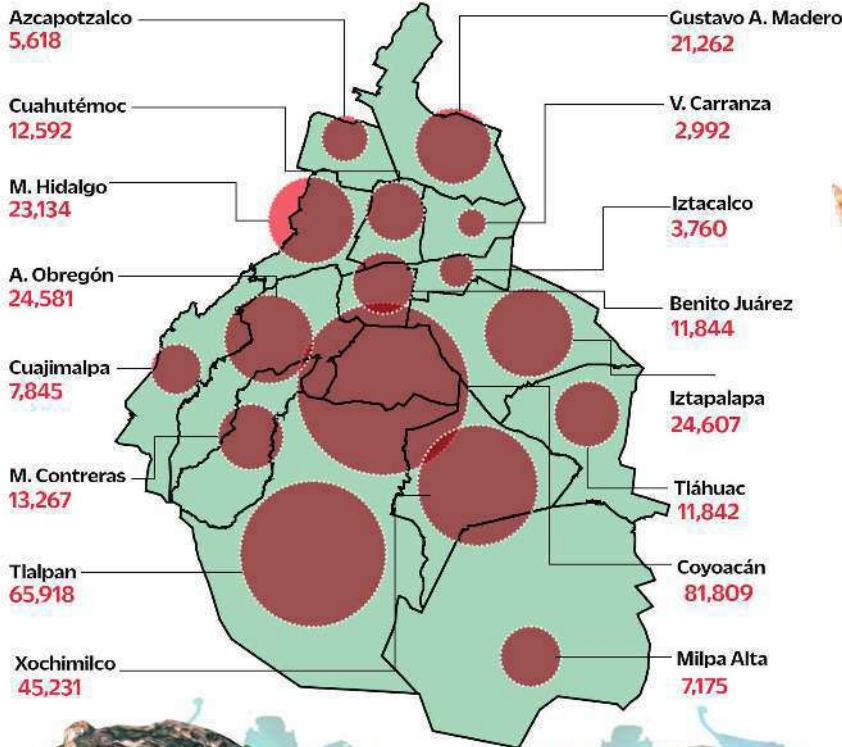 Azcapotzalco
5,618
Cuahutémoc
12,592
M. Hidalgo
23,134
A. Obregón
24,581
Cuajimalpa
7,845
M. Contreras
13,267
Tlalpan
65,918
Xochimilco
45,231
Gustavo A. Madero
21,262
V. Carranza
2,992
Iztacalco
3,760
Benito Juárez
11,844
Iztapalapa
24,607
Tláhuac
11,842
Coyoacán
81,809
Milpa Alta
7,175